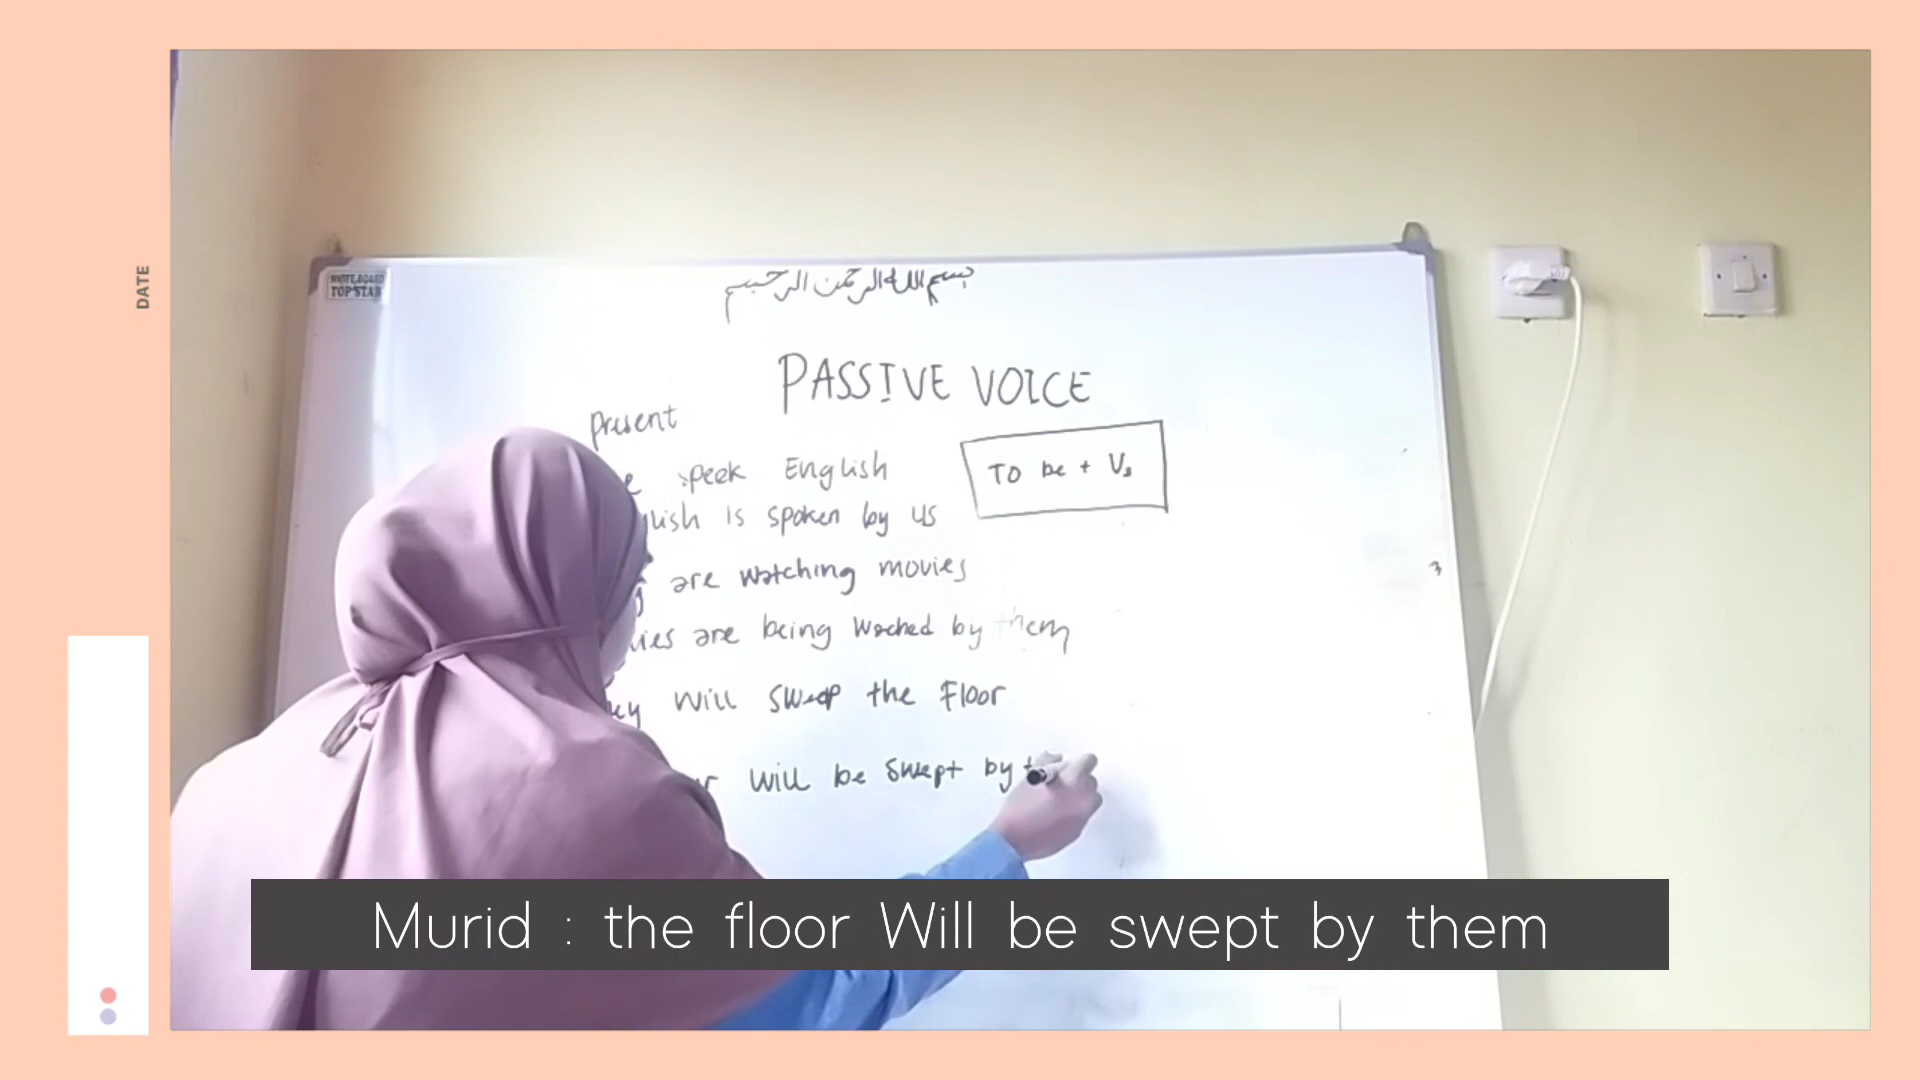 DATE
WHITE BOARD
TOP STAR
بسم الله الرحمن الرحيم
PASSIVE VOICE
present
speek English
TO be + V3
is spoken by us
are watching movies
are being wached by them
will sweep the Floor
will be swept by
Murid : the floor Will be swept by them